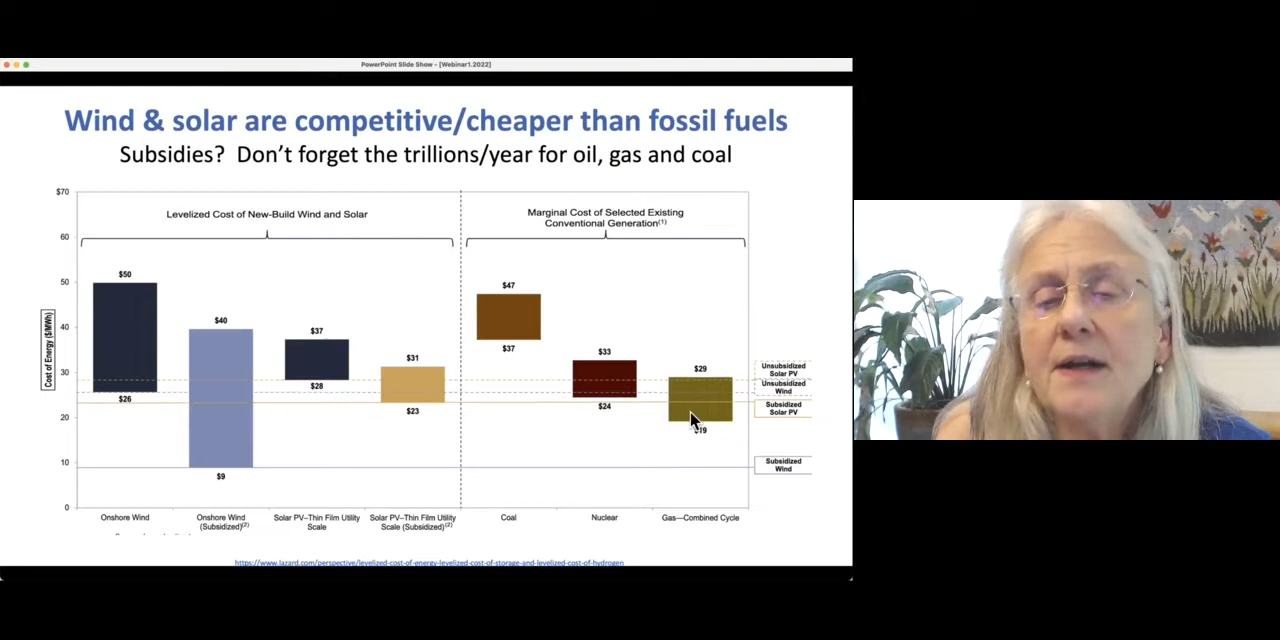 PowerPoint Slide Show - [Webinar1.2022]
Wind & solar are competitive/cheaper than fossil fuels
Subsidies? Don’t forget the trillions/year for oil, gas and coal
$70
60
50
40
30
20
10
0
Cost of Energy ($/MWh)
Levelized Cost of New-Build Wind and Solar
Marginal Cost of Selected Existing
Conventional Generation(1)
$50
$26
$40
$9
$37
$28
$31
$23
$47
$37
$33
$24
$29
Unsubsidized
Solar PV
Unsubsidized
Wind
Subsidized
Solar PV
Subsidized
Wind
Onshore Wind
Onshore Wind
(Subsidized)(2)
Solar PV–Thin Film Utility
Scale
Solar PV–Thin Film Utility
Scale (Subsidized)(2)
Coal
Nuclear
Gas—Combined Cycle
https://www.lazard.com/perspective/levelized-cost-of-energy-levelized-cost-of-storage-and-levelized-cost-of-hydrogen